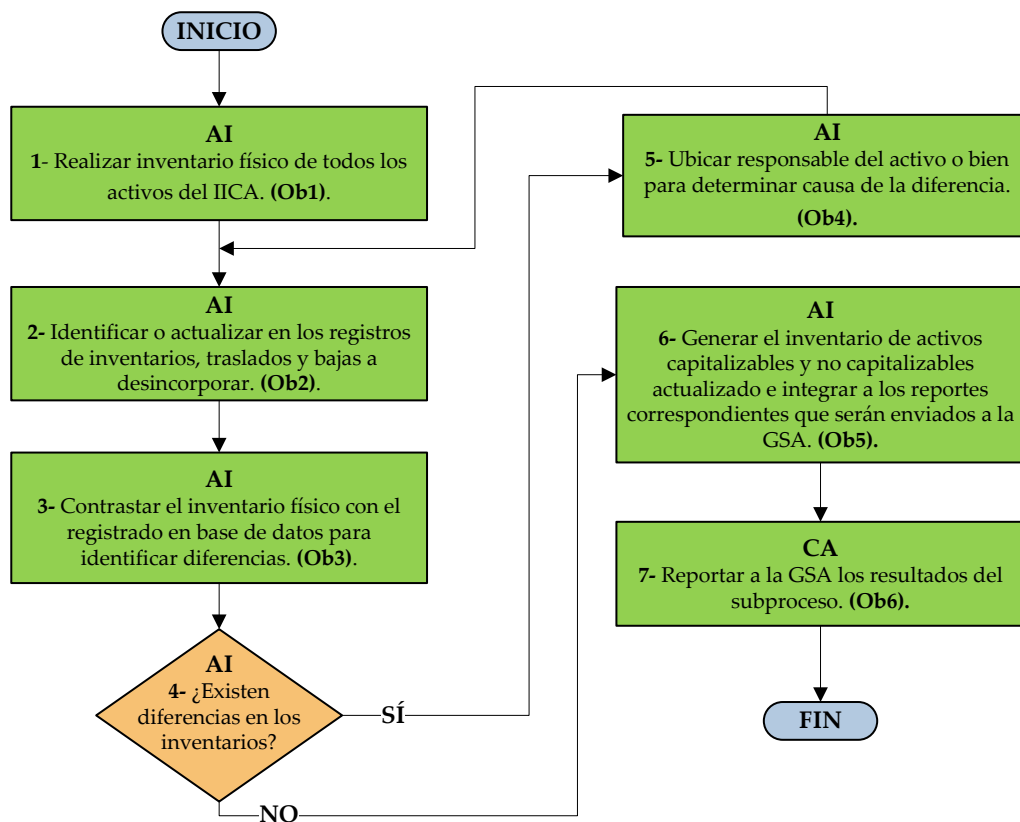 INICIO
AI
1- Realizar inventario físico de todos los
activos del IICA. (Ob1).
AI
2- Identificar o actualizar en los registros
de inventarios, traslados y bajas a
desincorporar. (Ob2).
AI
3- Contrastar el inventario físico con el
registrado en base de datos para
identificar diferencias. (Ob3).
AI
4- ¿Existen
diferencias en los
inventarios?
SÍ
NO
AI
5- Ubicar responsable del activo o bien
para determinar causa de la diferencia.
(Ob4).
AI
6- Generar el inventario de activos
capitalizables y no capitalizables
actualizado e integrar a los reportes
correspondientes que serán enviados a la
GSA. (Ob5).
CA
7- Reportar a la GSA los resultados del
subproceso. (Ob6).
FIN